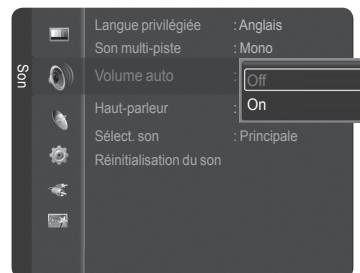 Son
Langue privilégiée : Anglais
Son multi-piste : Mono
Volume auto : Off
On
Haut-parleur :
Sélect. son : Principale
Réinitialisation du son